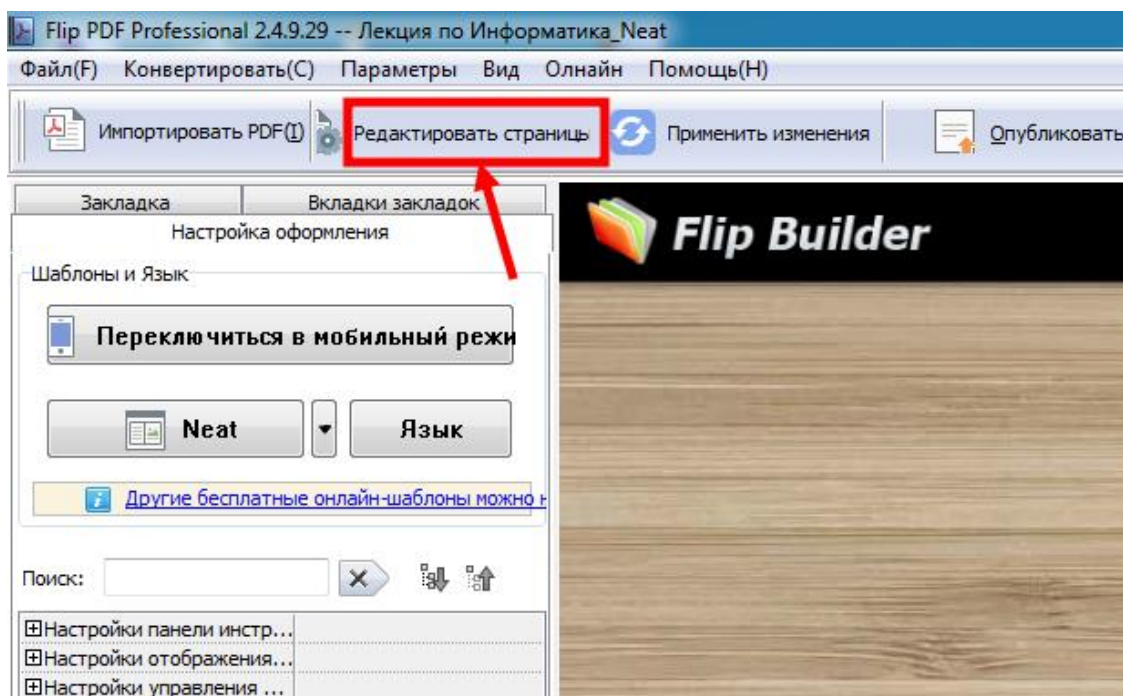 Flip PDF Professional 2.4.9.29 -- Лекция по Информатика_Neat
Файл(F) Конвертировать(C) Параметры Вид Олнайн Помощь(H)
Импортировать PDF(I) Редактировать страницы Применить изменения Опубликовать
Закладка Вкладки закладок
Настройка оформления
Flip Builder
Шаблоны и Язык
Переключиться в мобильный режи
Neat Язык
Другие бесплатные онлайн-шаблоны можно н
Поиск:
Настройки панели инстр...
Настройки отображения...
Настройки управления ...